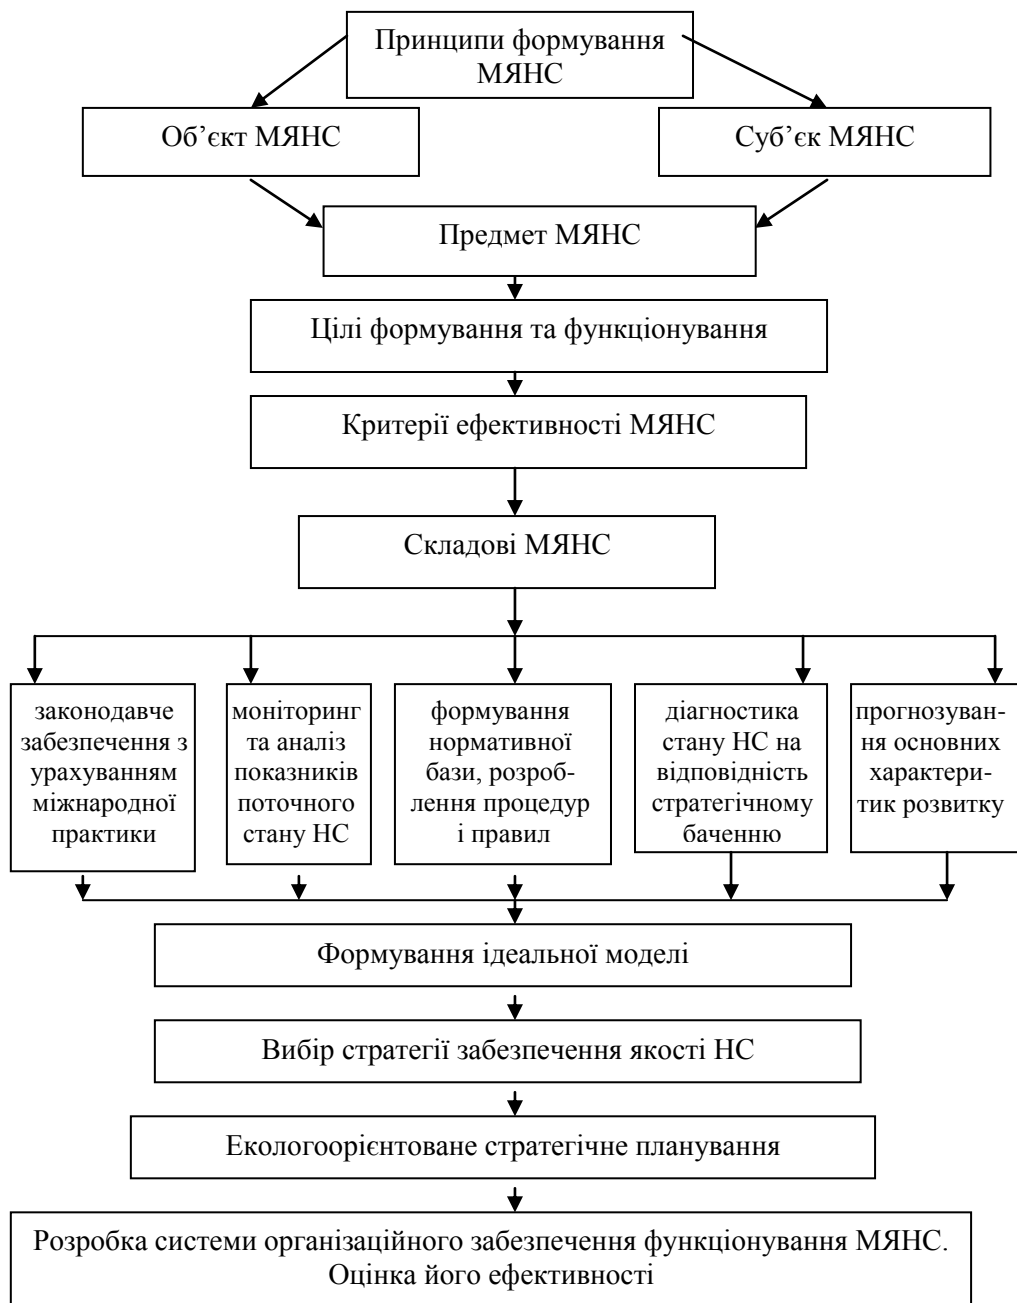 Принципи формування
МЯНС
Об’єкт МЯНС
Суб’єк МЯНС
Предмет МЯНС
Цілі формування та функціонування
Критерії ефективності МЯНС
Складові МЯНС
законодавче
забезпечення з
урахуванням
міжнародної
практики
моніторинг
та аналіз
показників
поточного
стану НС
формування
нормативної
бази, розроб-
лення процедур
і правил
діагностика
стану НС на
відповідність
стратегічному
баченню
прогнозуван-
ня основних
характери-
тик розвитку
Формування ідеальної моделі
Вибір стратегії забезпечення якості НС
Екологоорієнтоване стратегічне планування
Розробка системи організаційного забезпечення функціонування МЯНС.
Оцінка його ефективності